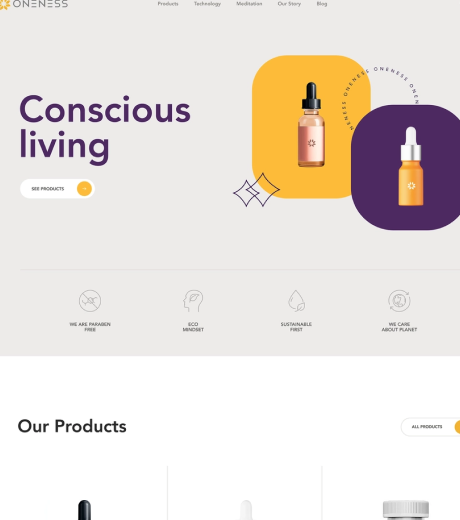 ONENESS
Products Technology Meditation Our Story Blog
Conscious
living
SEE PRODUCTS
ONENESS ONENESS ONENESS
WE ARE PARABEN
FREE
ECO
MINDSET
SUSTAINABLE
FIRST
WE CARE
ABOUT PLANET
Our Products
ALL PRODUCTS